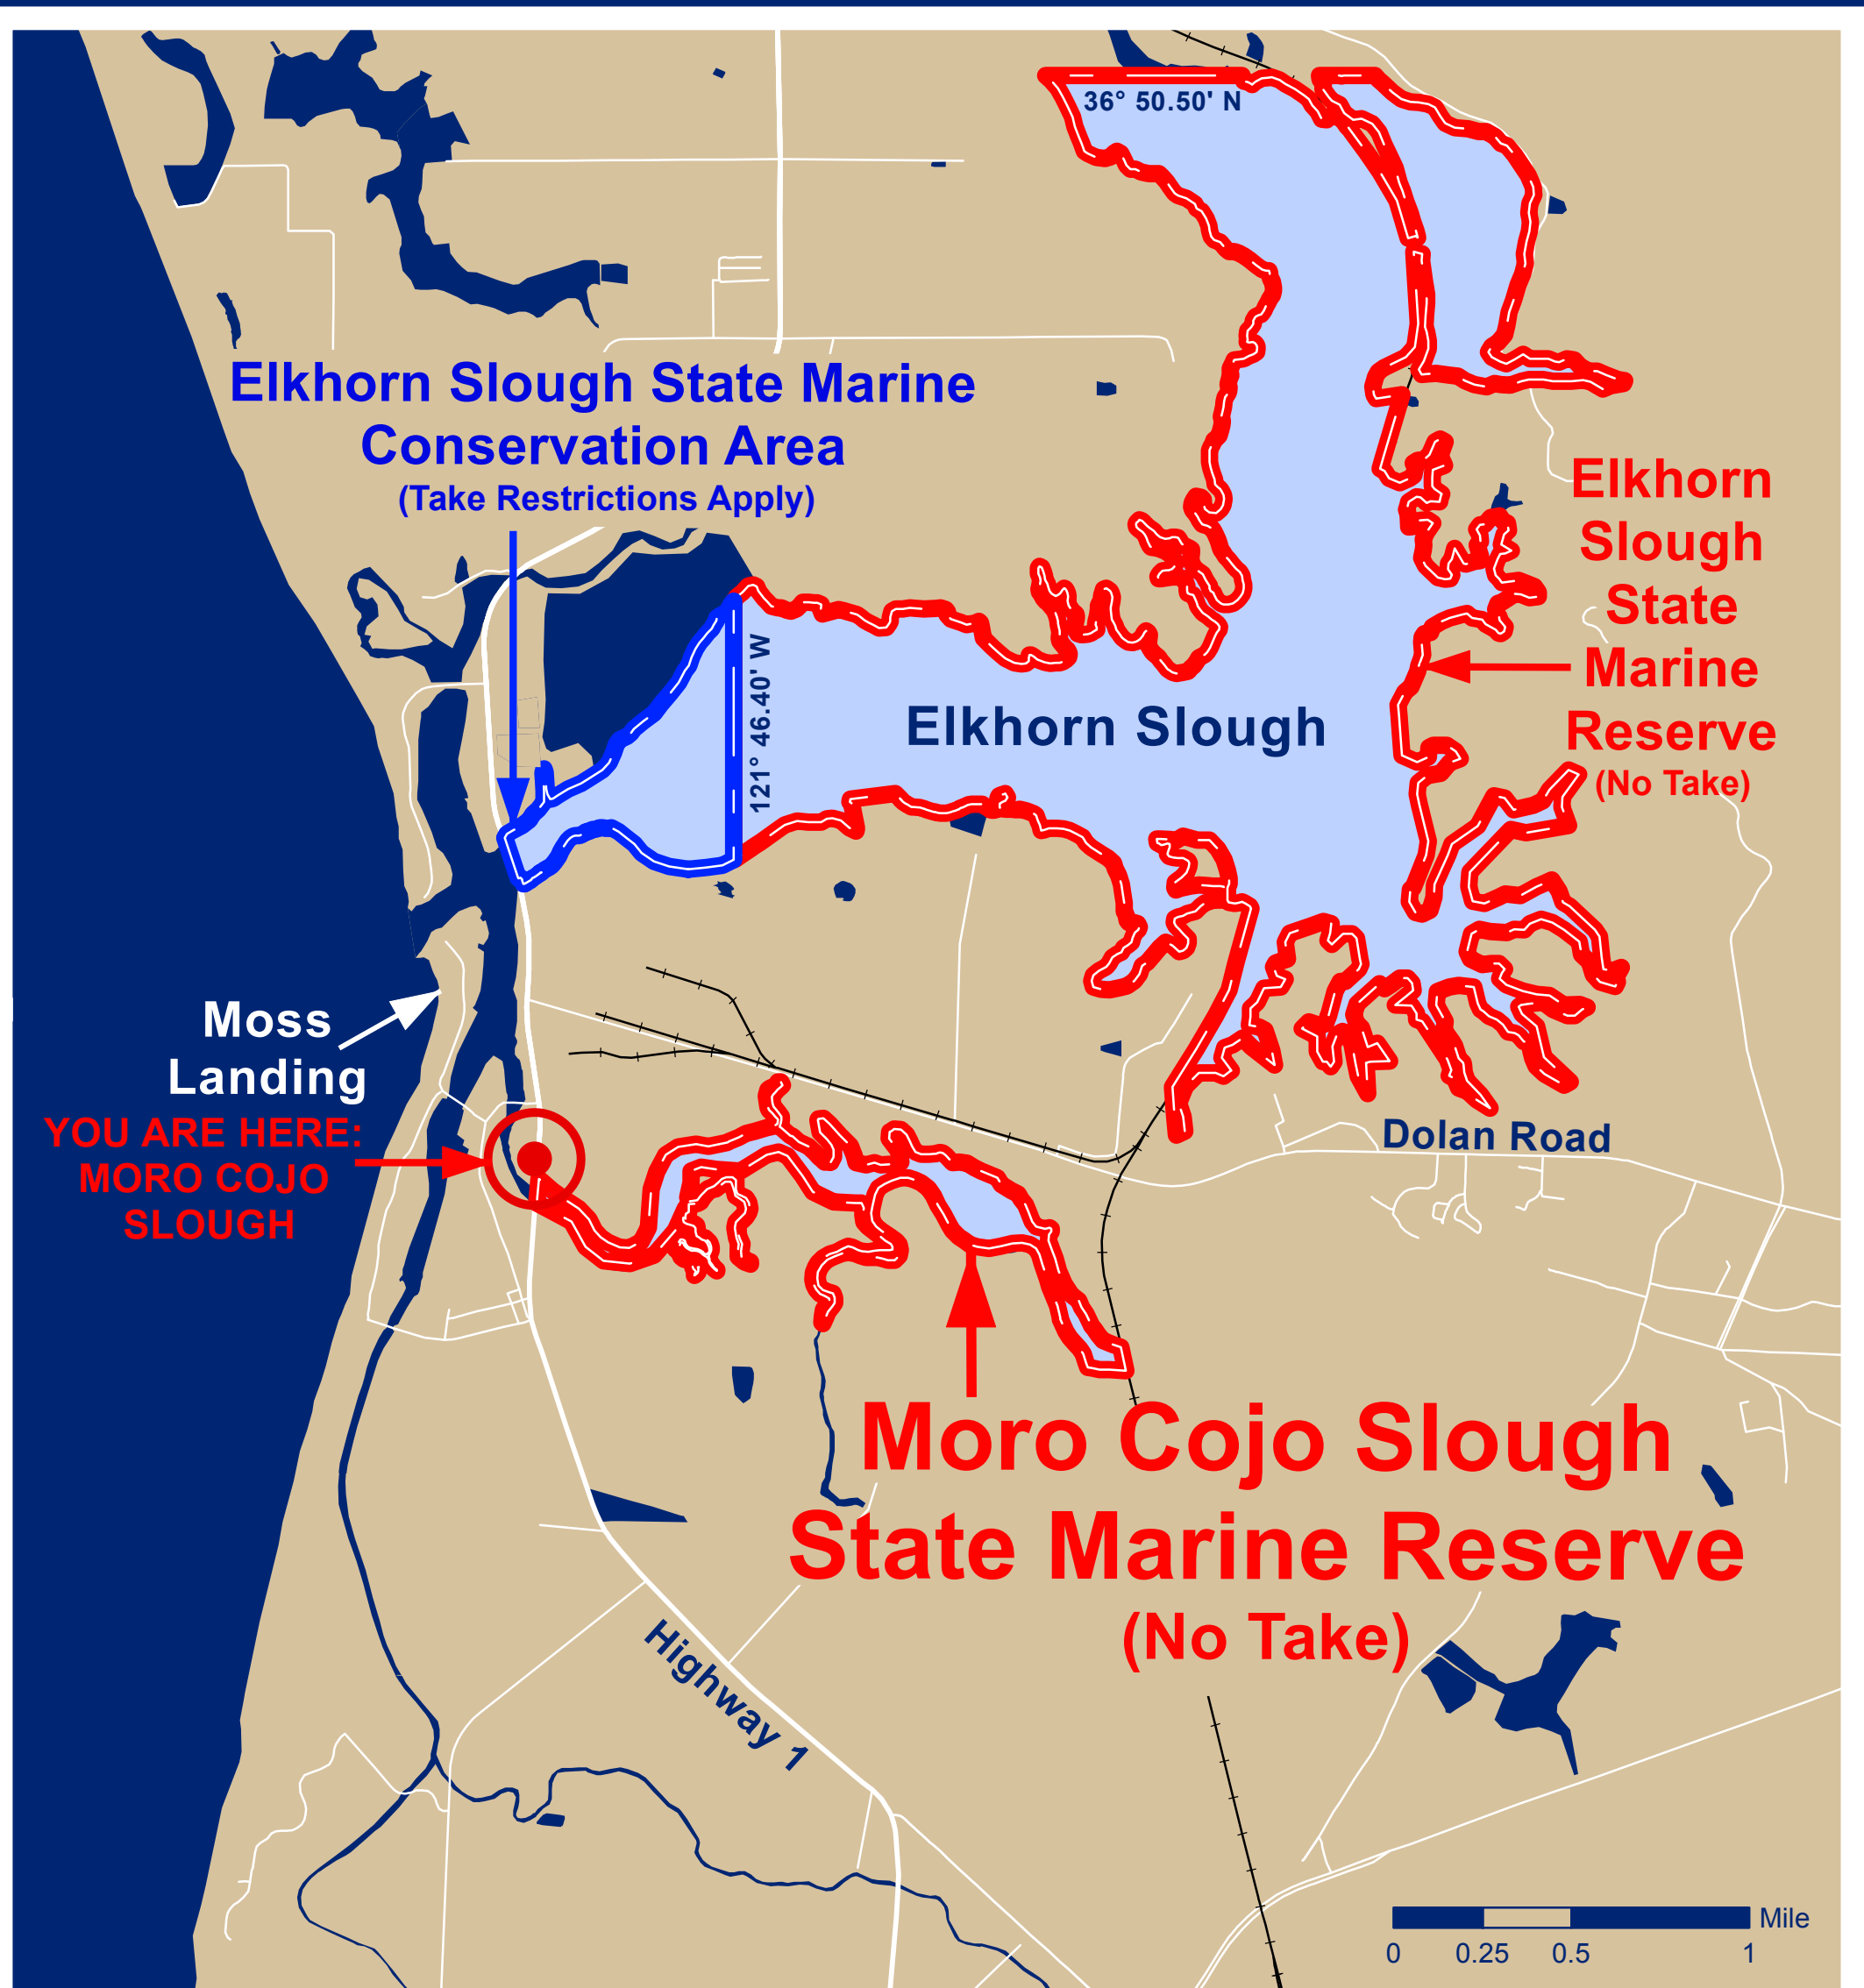 36° 50.50' N
Elkhorn Slough State Marine
Conservation Area
(Take Restrictions Apply)
Elkhorn
Slough
State
Marine
Reserve
(No Take)
121° 46.40' W
Elkhorn Slough
Moss
Landing
YOU ARE HERE:
MORO COJO
SLOUGH
Dolan Road
Moro Cojo Slough
State Marine Reserve
(No Take)
Highway 1
Mile
0 0.25 0.5 1